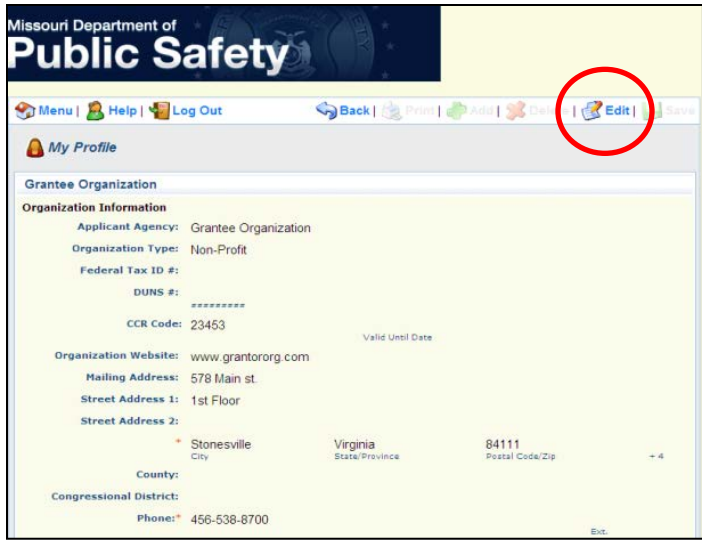 Missouri Department of
Public Safety
Menu | Help | Log Out Back | Print | Add | Delete | Edit | Save
My Profile
Grantee Organization
Organization Information
Applicant Agency: Grantee Organization
Organization Type: Non-Profit
Federal Tax ID #:
DUNS #:
#########
CCR Code: 23453
Valid Until Date
Organization Website: www.grantororg.com
Mailing Address: 578 Main st.
Street Address 1: 1st Floor
Street Address 2:
* Stonesville Virginia 84111
City State/Province Postal Code/Zip + 4
County:
Congressional District:
Phone:* 456-538-8700
Ext.